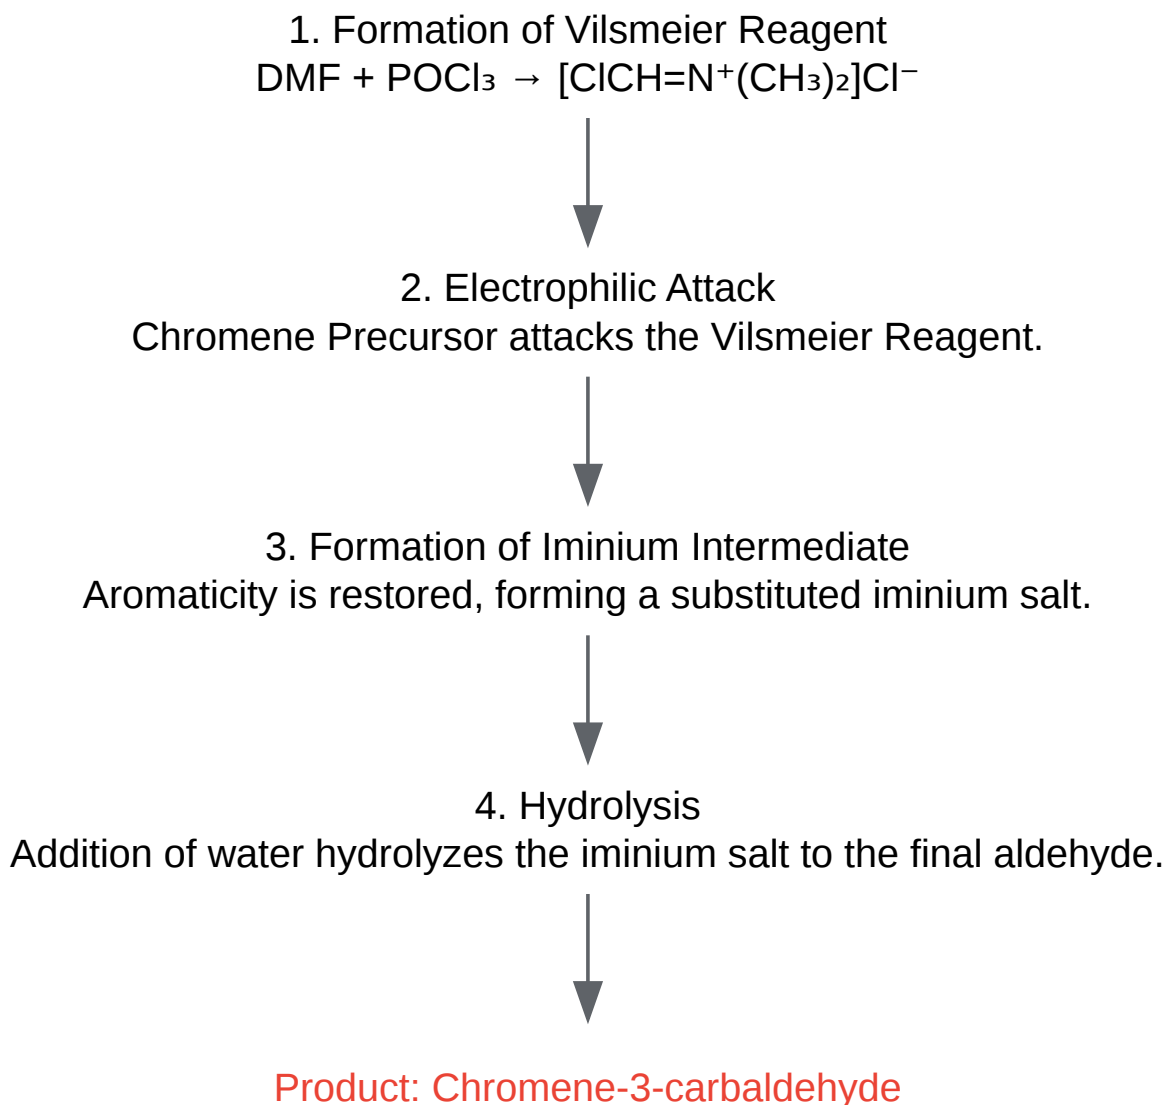 1. Formation of Vilsmeier Reagent
DMF + POCl₃ → [ClCH=N⁺(CH₃)₂]Cl⁻
2. Electrophilic Attack
Chromene Precursor attacks the Vilsmeier Reagent.
3. Formation of Iminium Intermediate
Aromaticity is restored, forming a substituted iminium salt.
4. Hydrolysis
Addition of water hydrolyzes the iminium salt to the final aldehyde.
Product: Chromene-3-carbaldehyde